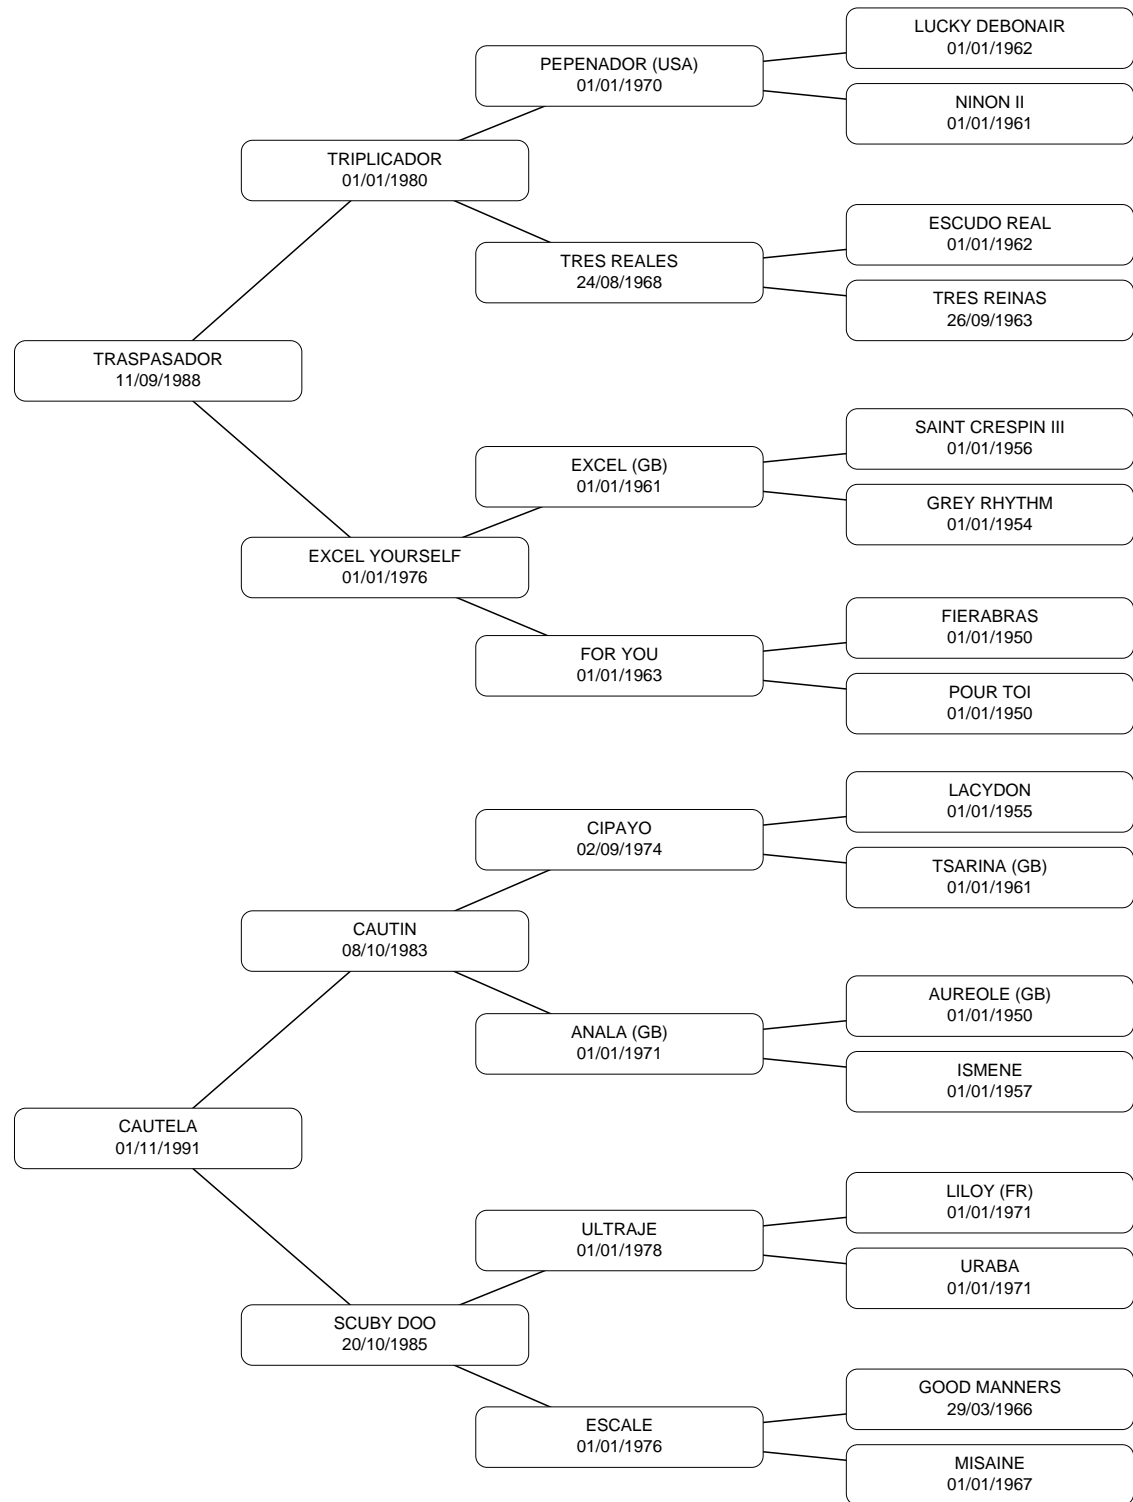 LUCKY DEBONAIR
01/01/1962
PEPENADOR (USA)
01/01/1970
NINON II
01/01/1961
TRIPLICADOR
01/01/1980
ESCUDO REAL
01/01/1962
TRES REALES
24/08/1968
TRES REINAS
26/09/1963
TRASPASADOR
11/09/1988
SAINT CRESPIN III
01/01/1956
EXCEL (GB)
01/01/1961
GREY RHYTHM
01/01/1954
EXCEL YOURSELF
01/01/1976
FIERABRAS
01/01/1950
FOR YOU
01/01/1963
POUR TOI
01/01/1950
LACYDON
01/01/1955
CIPAYO
02/09/1974
TSARINA (GB)
01/01/1961
CAUTIN
08/10/1983
AUREOLE (GB)
01/01/1950
ANALA (GB)
01/01/1971
ISMENE
01/01/1957
CAUTELA
01/11/1991
LILOY (FR)
01/01/1971
ULTRAJE
01/01/1978
URABA
01/01/1971
SCUBY DOO
20/10/1985
GOOD MANNERS
29/03/1966
ESCALE
01/01/1976
MISAINE
01/01/1967